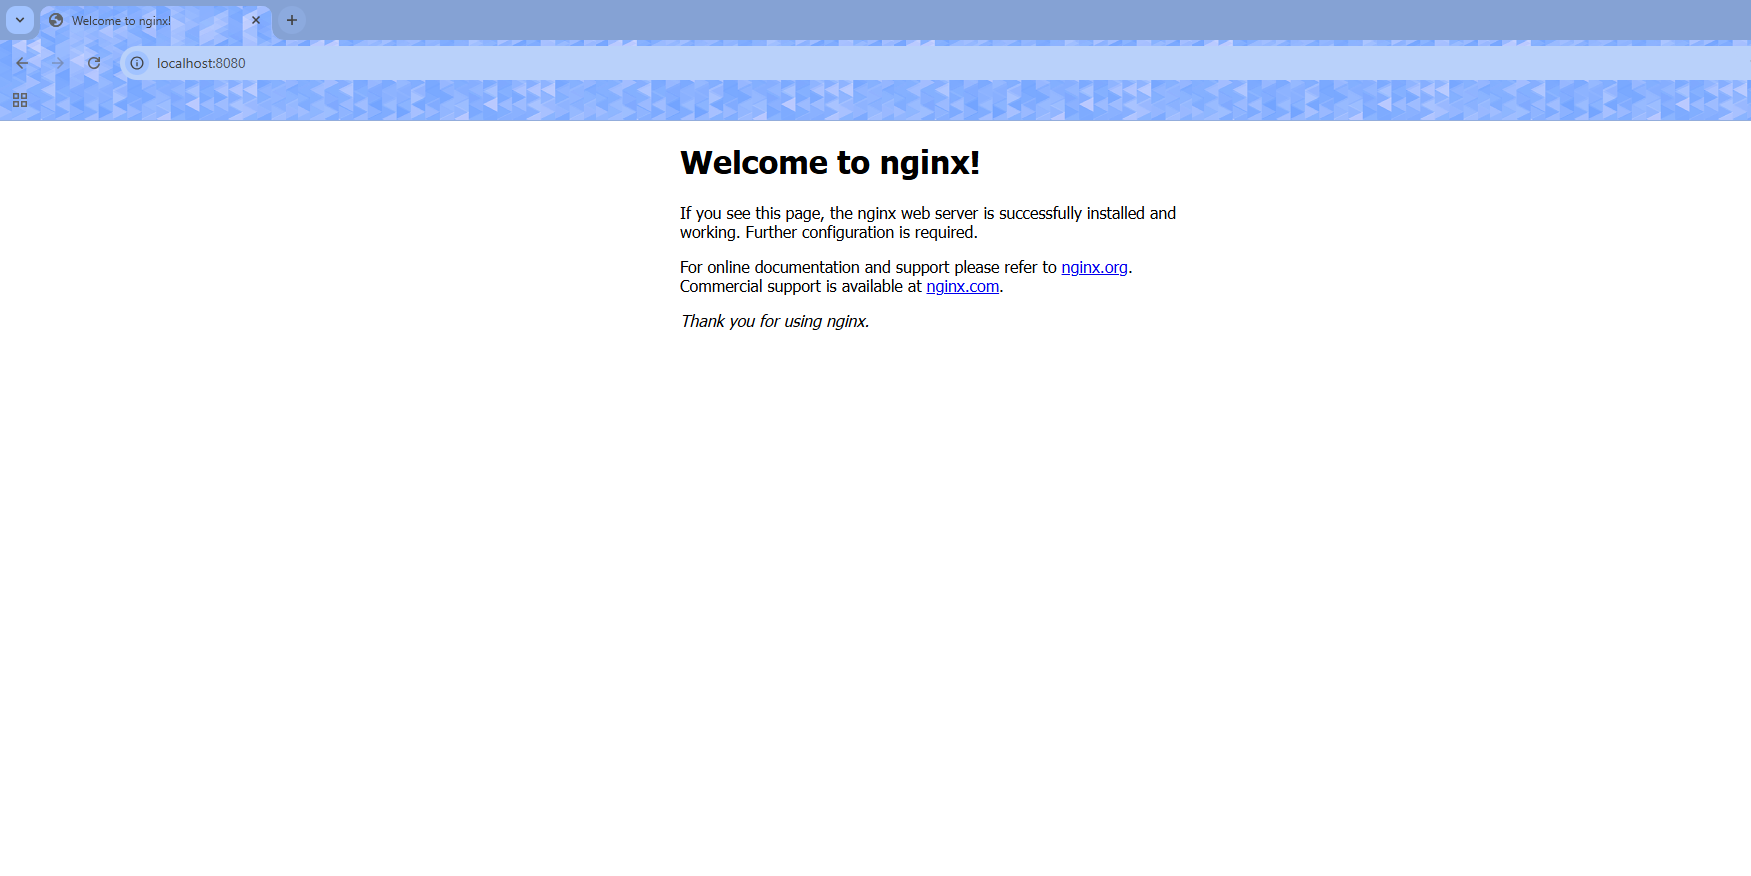 Welcome to nginx!
localhost:8080
Welcome to nginx!
If you see this page, the nginx web server is successfully installed and
working. Further configuration is required.
For online documentation and support please refer to nginx.org.
Commercial support is available at nginx.com.
Thank you for using nginx.